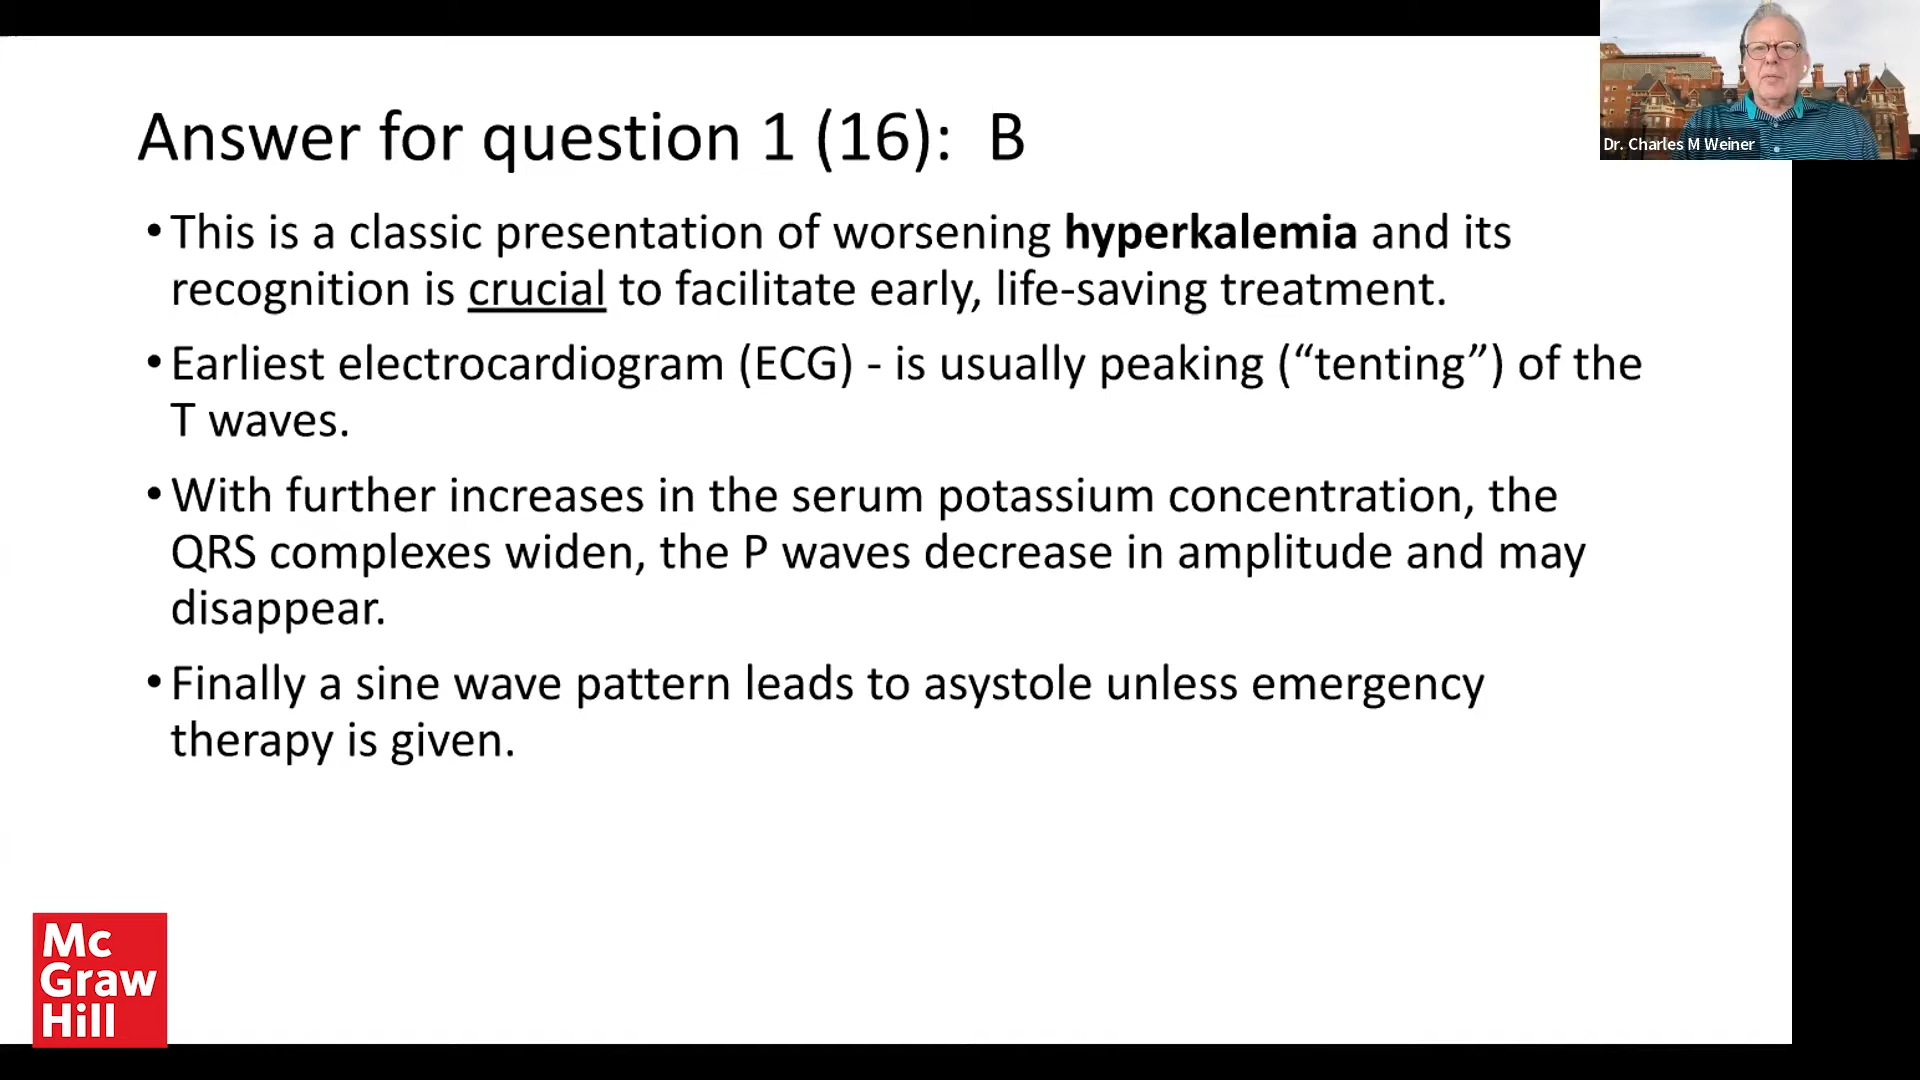 Answer for question 1 (16): B
Dr. Charles M Weiner
•This is a classic presentation of worsening hyperkalemia and its
recognition is crucial to facilitate early, life-saving treatment.
•Earliest electrocardiogram (ECG) - is usually peaking (“tenting”) of the
T waves.
•With further increases in the serum potassium concentration, the
QRS complexes widen, the P waves decrease in amplitude and may
disappear.
•Finally a sine wave pattern leads to asystole unless emergency
therapy is given.
Mc
Graw
Hill